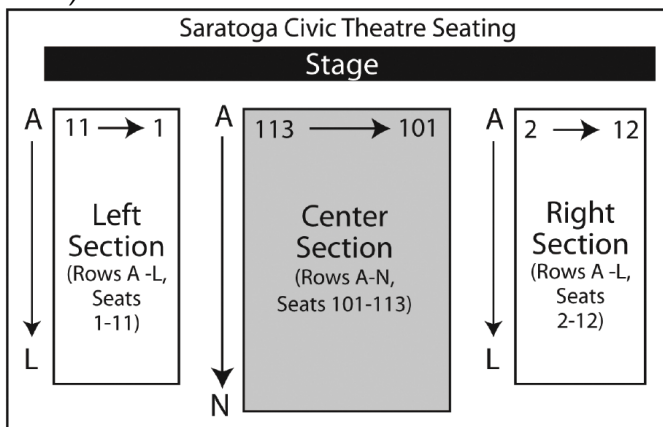 Saratoga Civic Theatre Seating
Stage
A
11 → 1
Left
Section
(Rows A -L,
Seats
1-11)
L
A
113 → 101
Center
Section
(Rows A-N,
Seats 101-113)
N
A
2 → 12
Right
Section
(Rows A -L,
Seats
2-12)
L